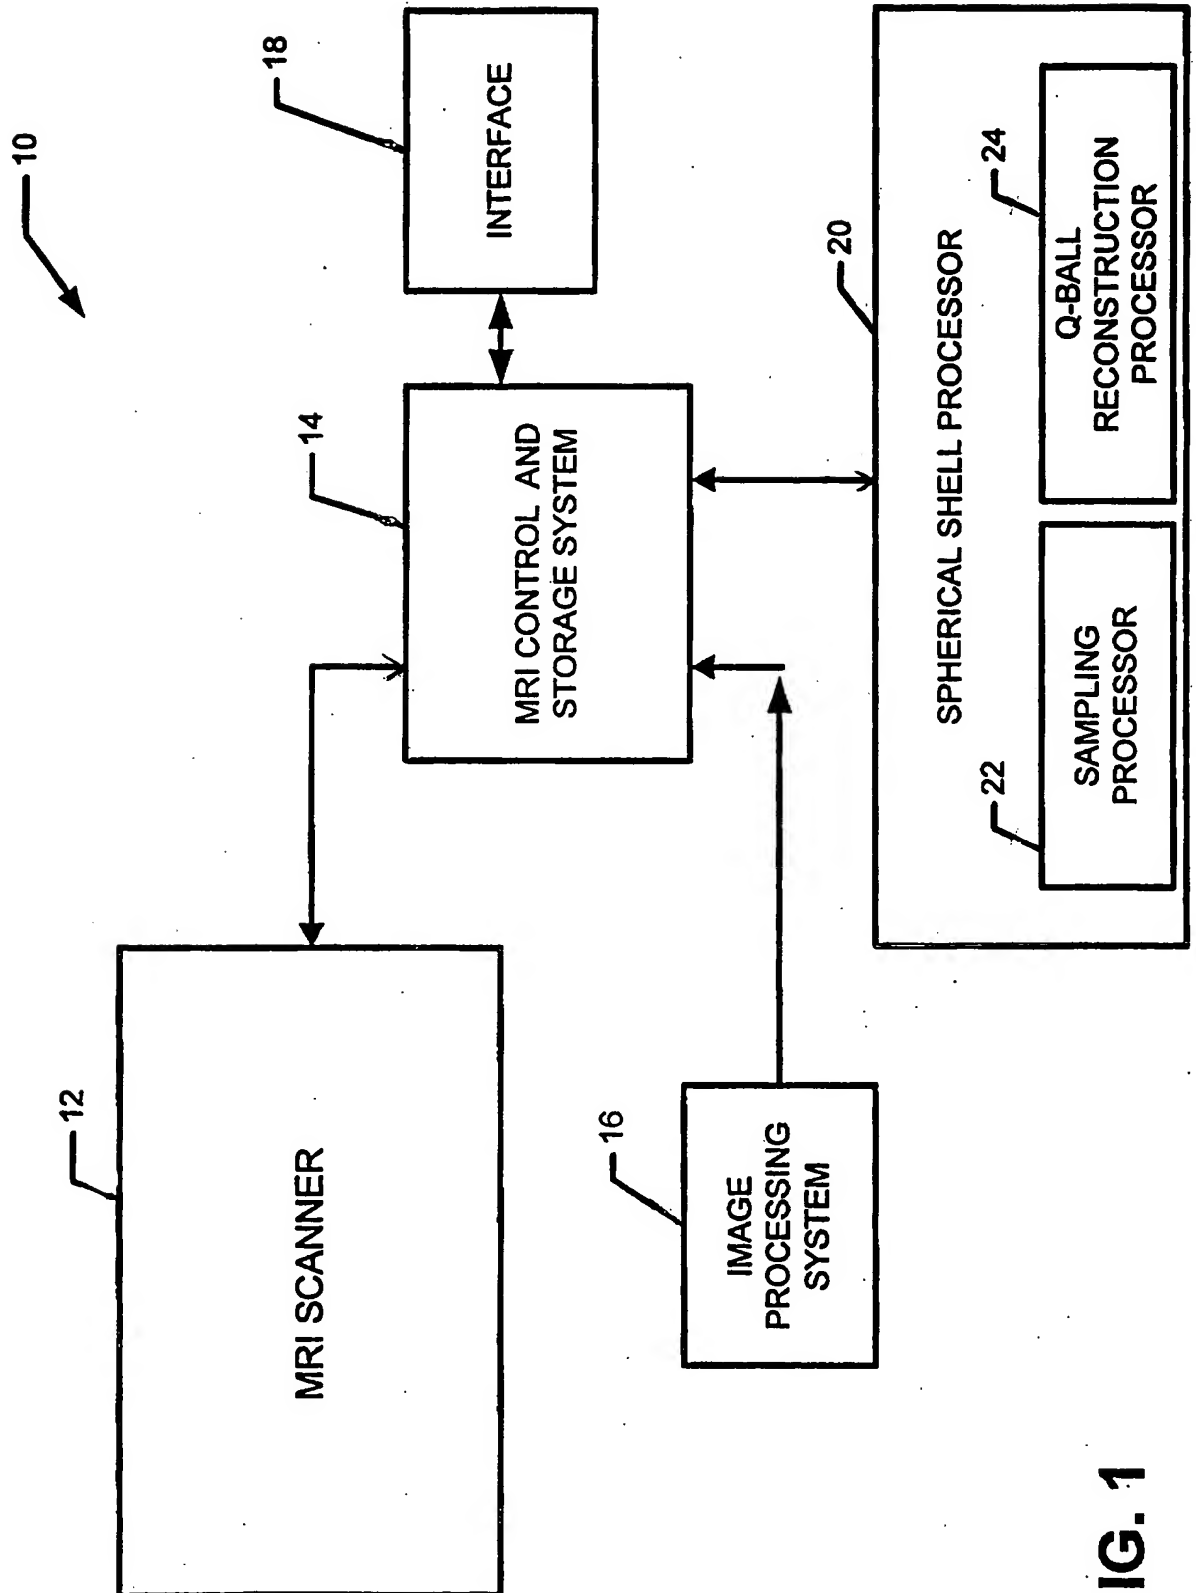 10
12
MRI SCANNER
14
MRI CONTROL AND
STORAGE SYSTEM
18
INTERFACE
16
IMAGE
PROCESSING
SYSTEM
20
SPHERICAL SHELL PROCESSOR
22
SAMPLING
PROCESSOR
24
Q-BALL
RECONSTRUCTION
PROCESSOR
IG. 1